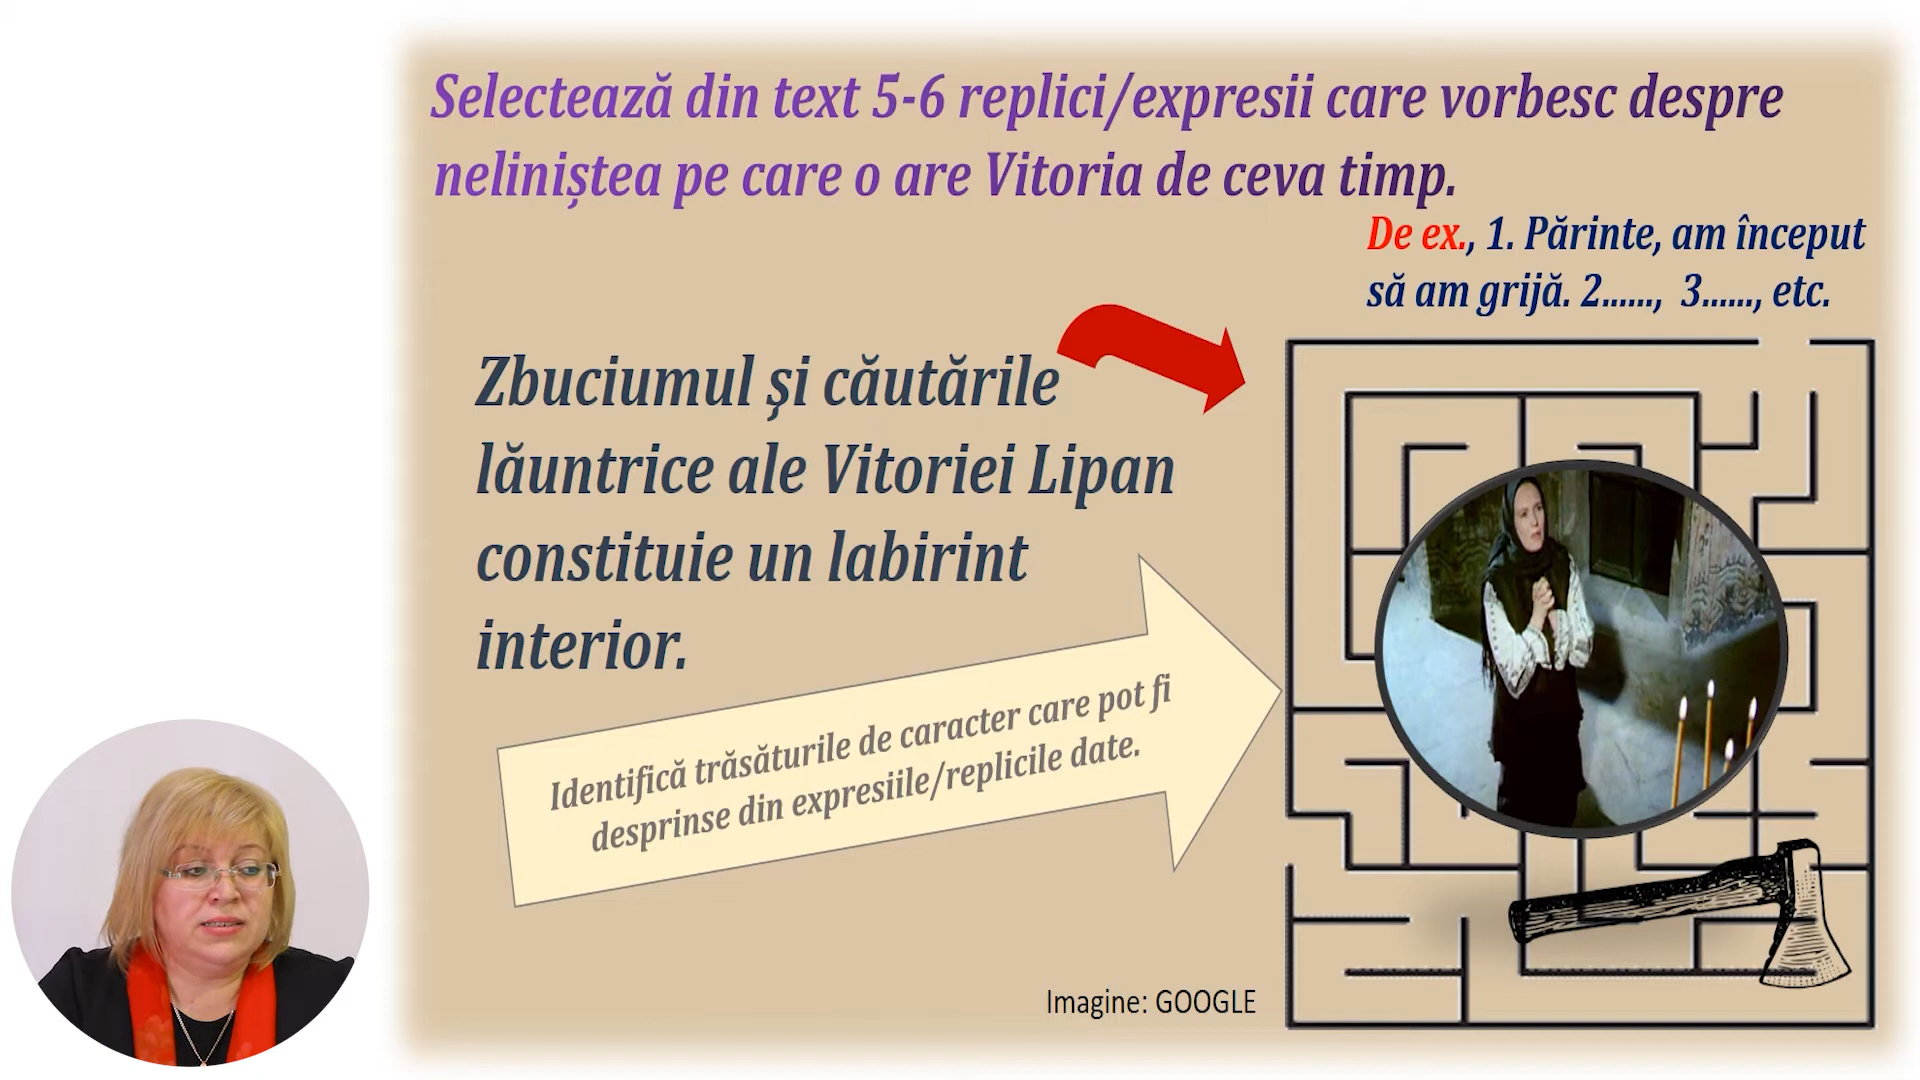 Selectează din text 5-6 replici/expresii care vorbesc despre
neliniștea pe care o are Vitoria de ceva timp.
De ex., 1. Părinte, am început
să am grijă. 2......, 3......, etc.
Zbuciumul şi căutările
lăuntrice ale Vitoriei Lipan
constituie un labirint
interior.
Identifică trăsăturile de caracter care pot fi
desprinse din expresiile/replicile date.
Imagine: GOOGLE